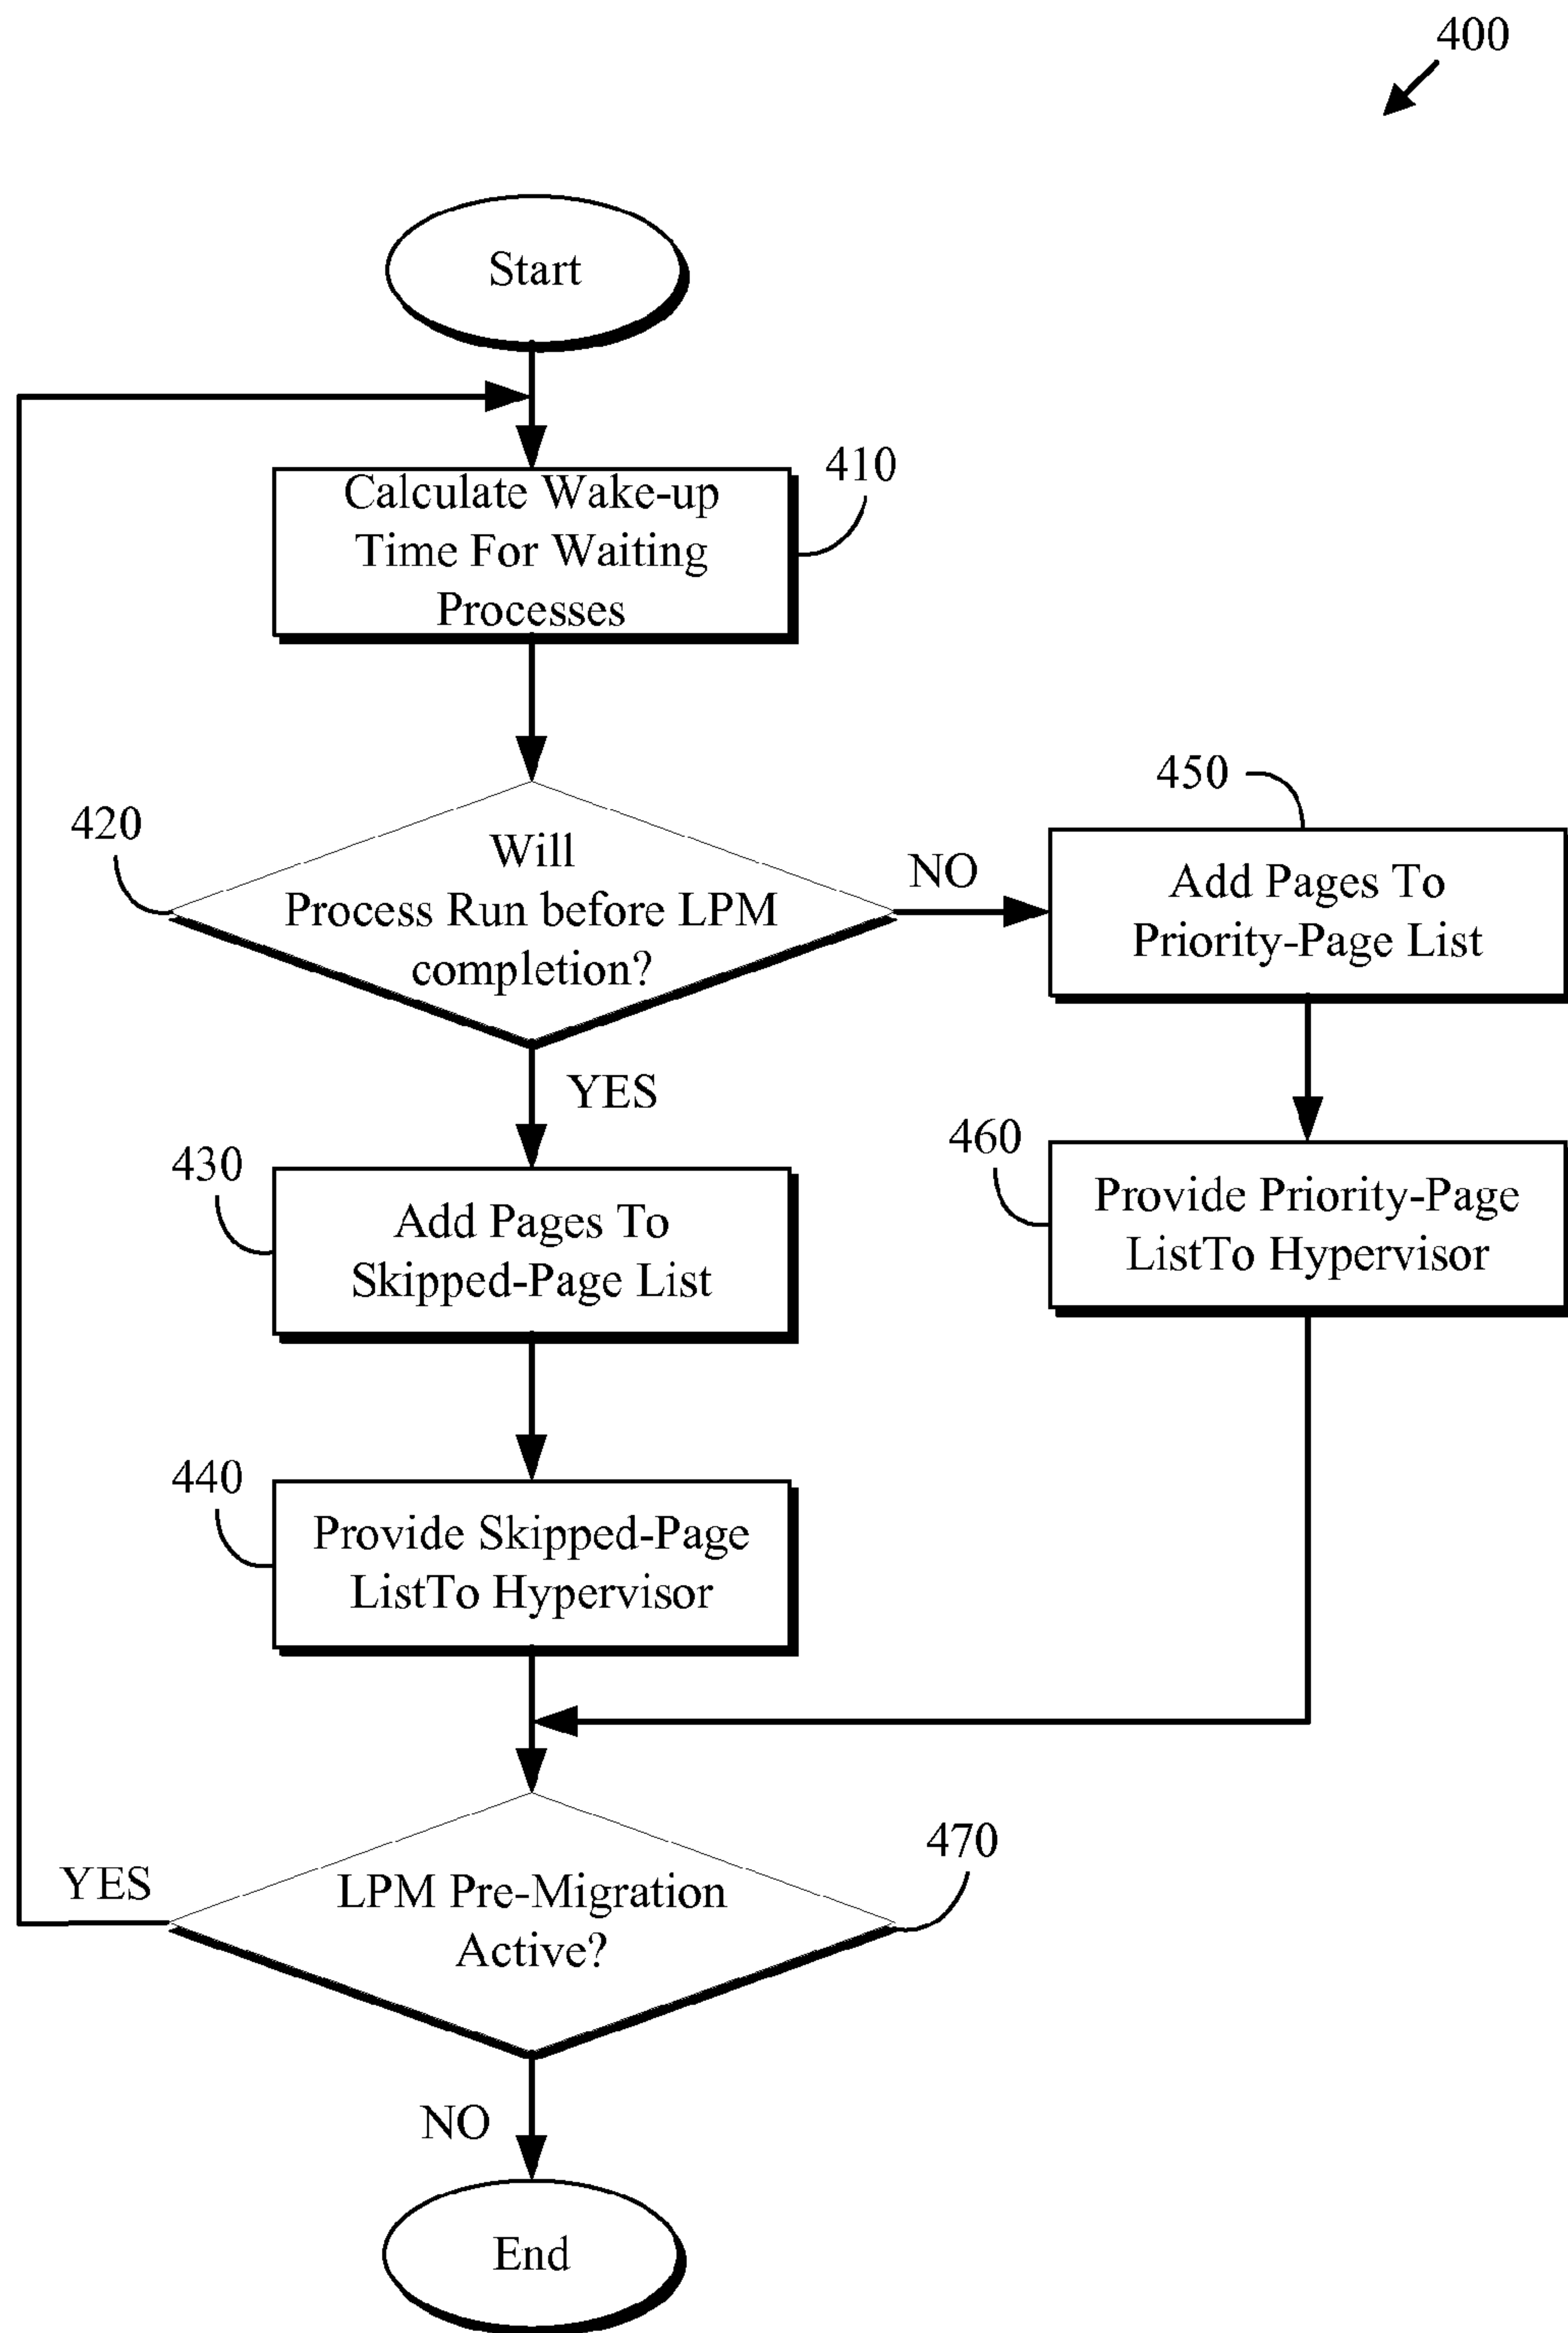 400
Start
410
Calculate Wake-up
Time For Waiting
Processes
420
Will
Process Run before LPM
completion?
NO
450
Add Pages To
Priority-Page List
YES
460
Provide Priority-Page
ListTo Hypervisor
430
Add Pages To
Skipped-Page List
440
Provide Skipped-Page
ListTo Hypervisor
470
YES
LPM Pre-Migration
Active?
NO
End